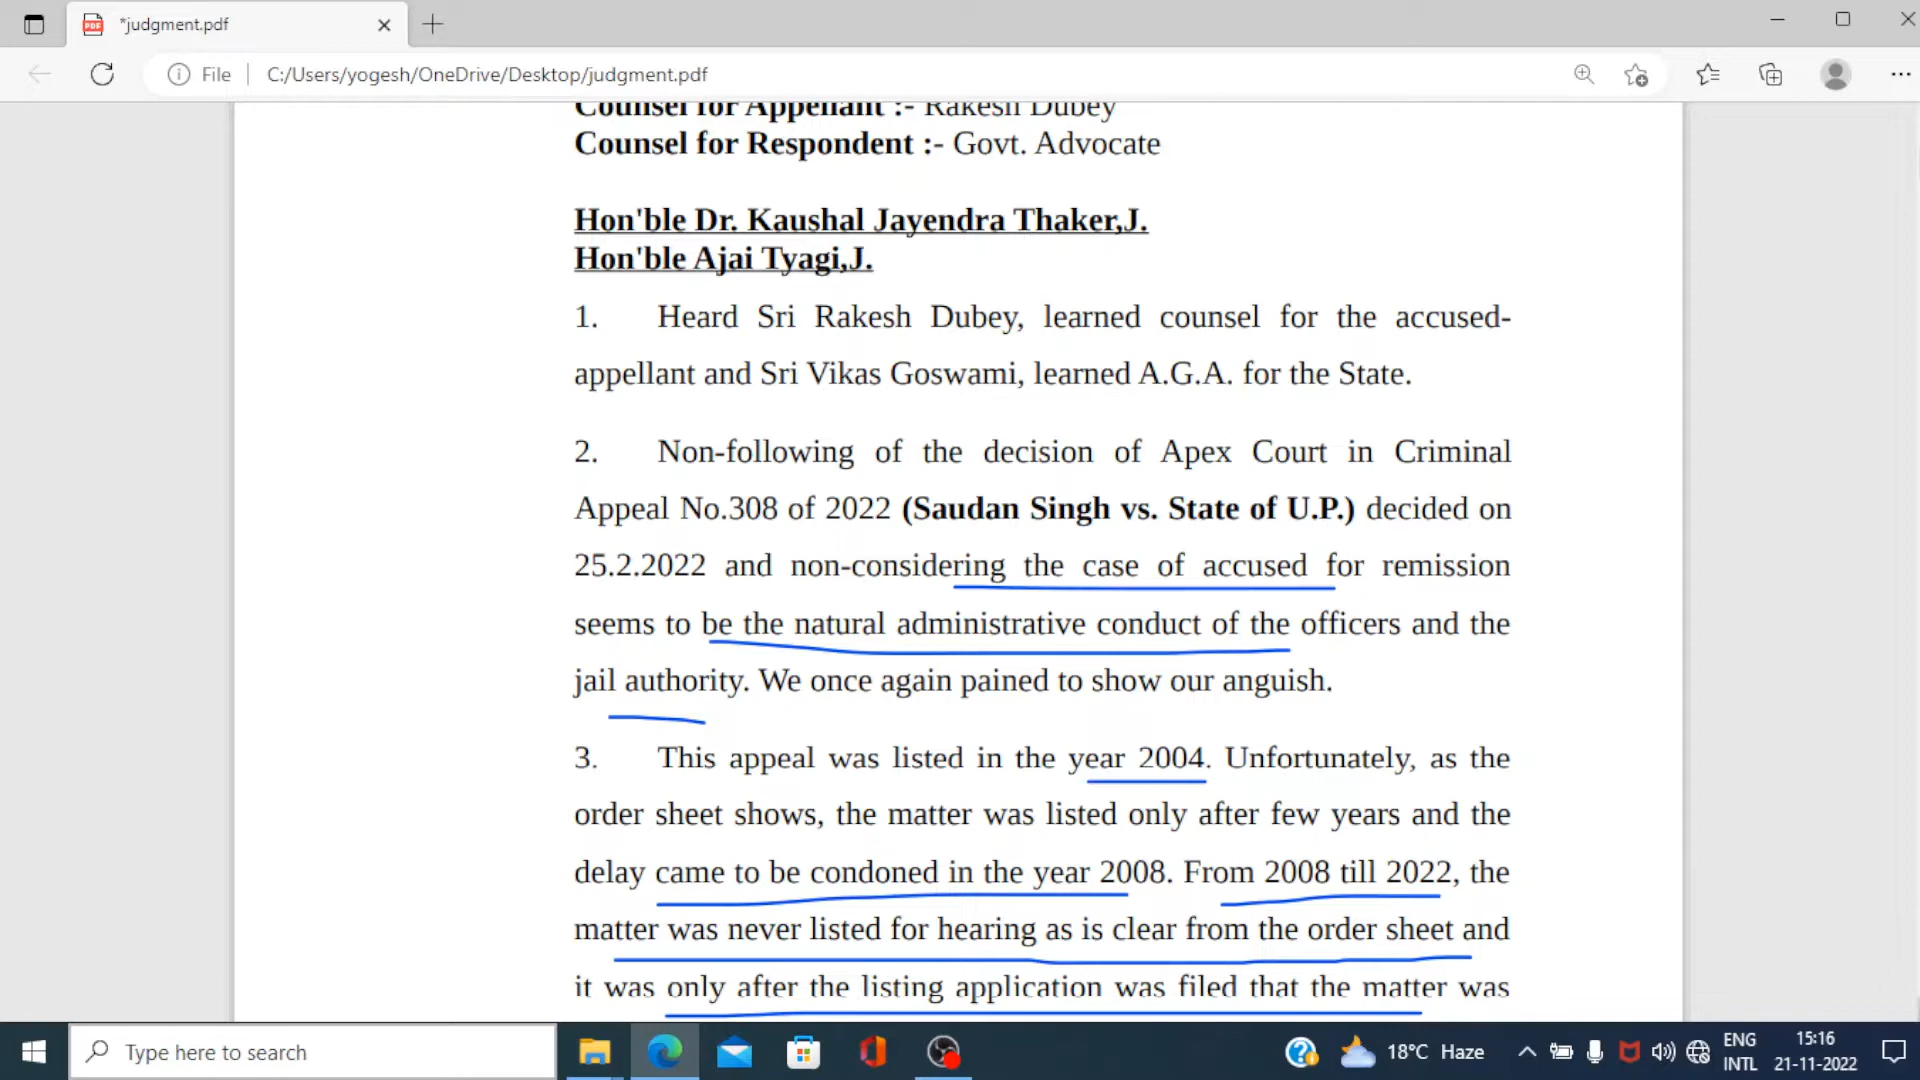 *judgment.pdf
File
C:/Users/yogesh/OneDrive/Desktop/judgment.pdf
Counsel for Appellant :- Rakesh Dubey
Counsel for Respondent :- Govt. Advocate
Hon'ble Dr. Kaushal Jayendra Thaker,J.
Hon'ble Ajai Tyagi,J.
1. Heard Sri Rakesh Dubey, learned counsel for the accused-
appellant and Sri Vikas Goswami, learned A.G.A. for the State.
2. Non-following of the decision of Apex Court in Criminal
Appeal No.308 of 2022 (Saudan Singh vs. State of U.P.) decided on
25.2.2022 and non-considering the case of accused for remission
seems to be the natural administrative conduct of the officers and the
jail authority. We once again pained to show our anguish.
3. This appeal was listed in the year 2004. Unfortunately, as the
order sheet shows, the matter was listed only after few years and the
delay came to be condoned in the year 2008. From 2008 till 2022, the
matter was never listed for hearing as is clear from the order sheet and
it was only after the listing application was filed that the matter was
Type here to search
18°C Haze
ENG
INTL
15:16
21-11-2022